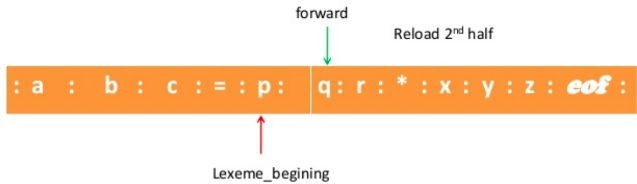 forward
Reload 2nd half
: a : b : c : = : p : q : r : * : x : y : z : eof :
Lexeme_begining